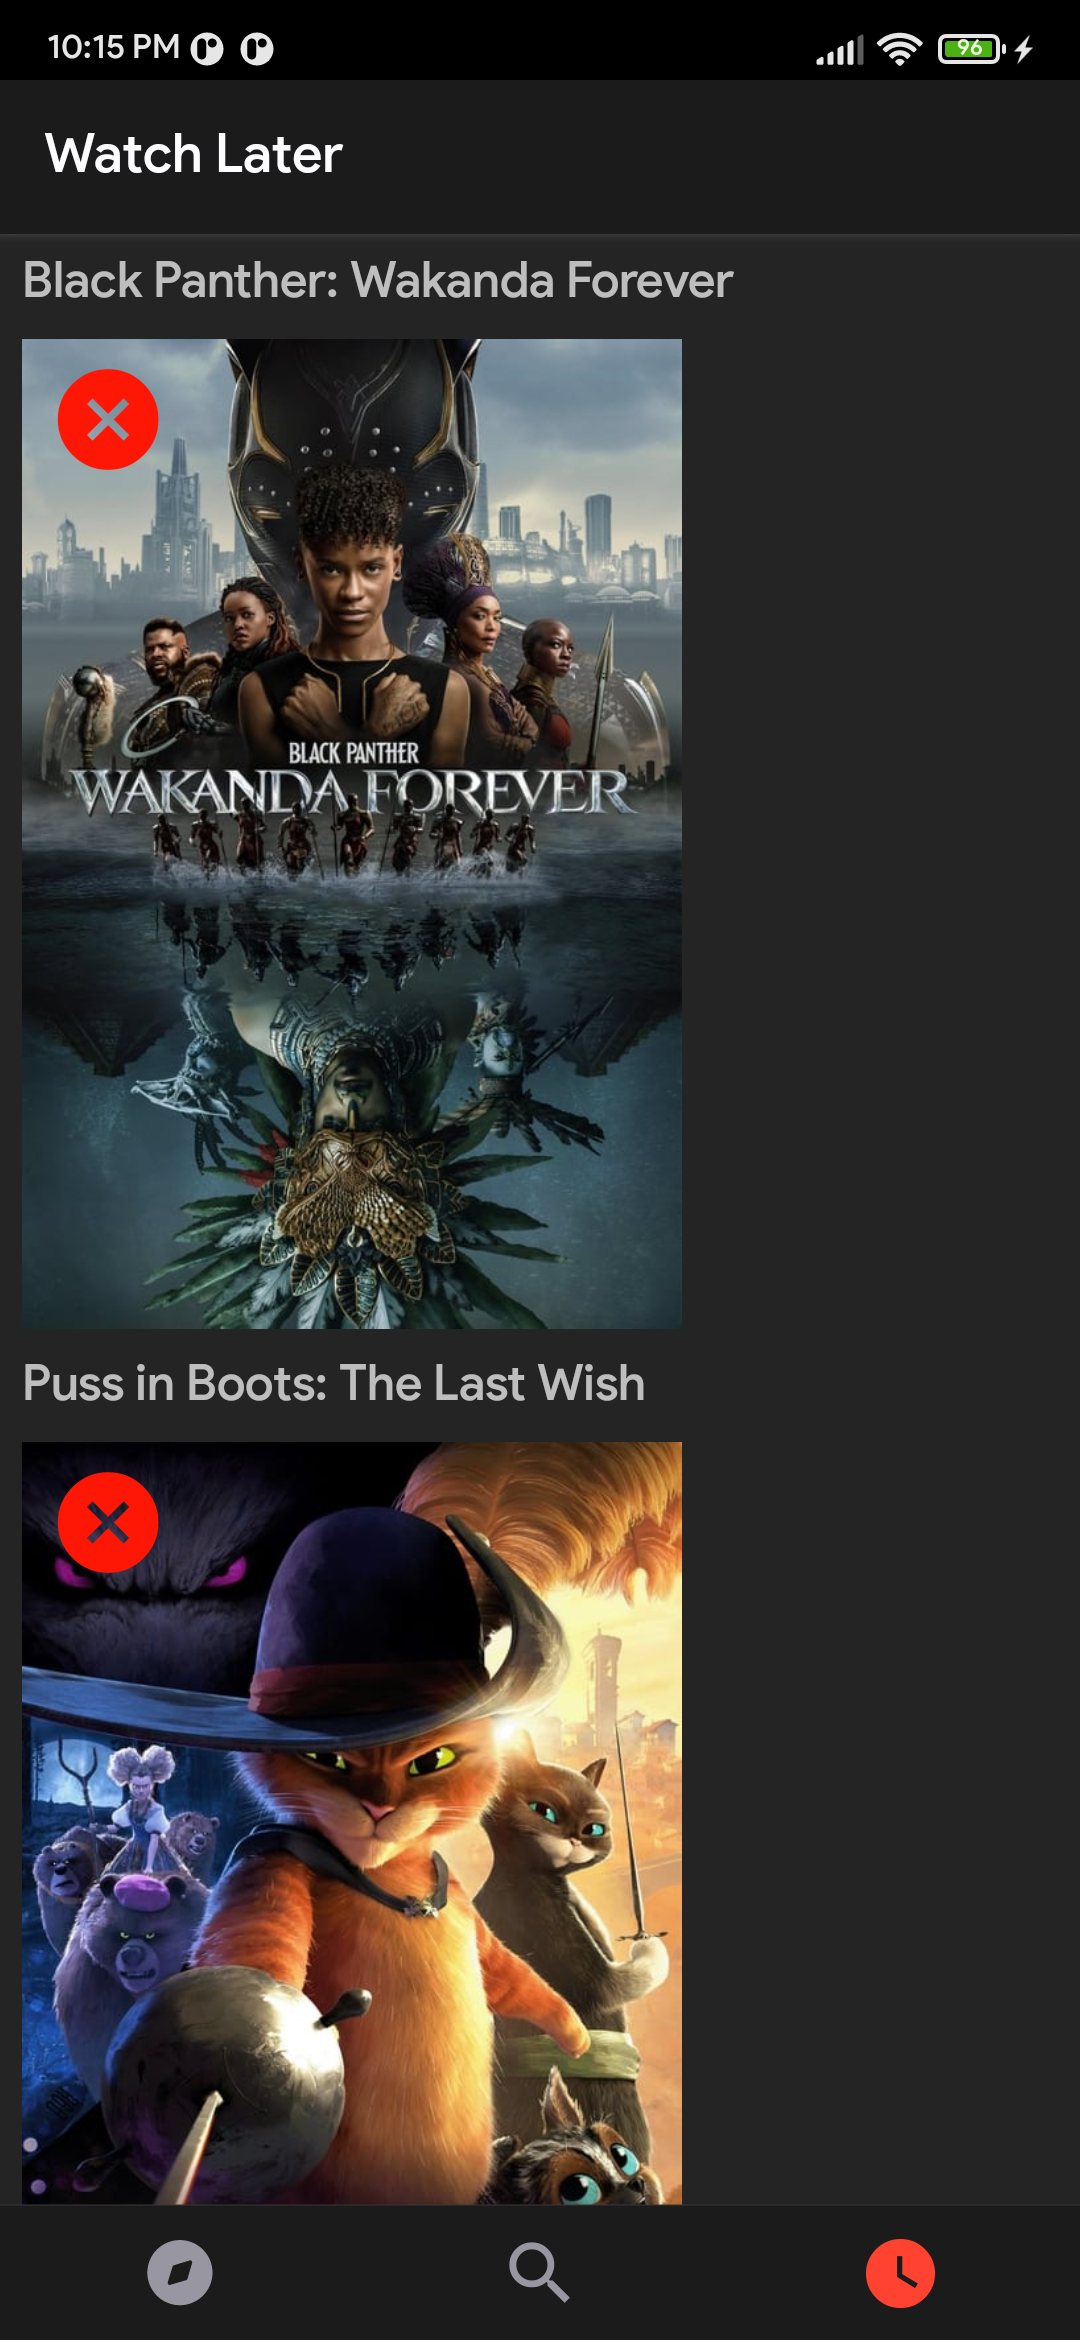 10:15 PM
96
Watch Later
Black Panther: Wakanda Forever
BLACK PANTHER
WAKANDA FOREVER
Puss in Boots: The Last Wish